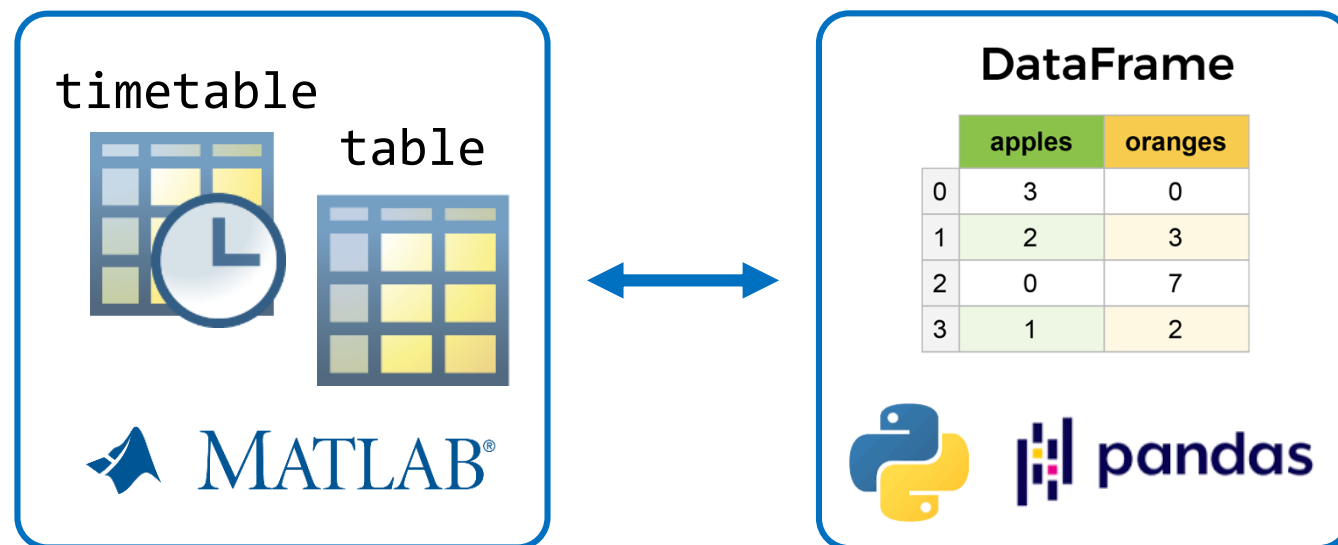 timetable
table
MATLAB®
DataFrame
apples oranges
0 3 0
1 2 3
2 0 7
3 1 2
pandas